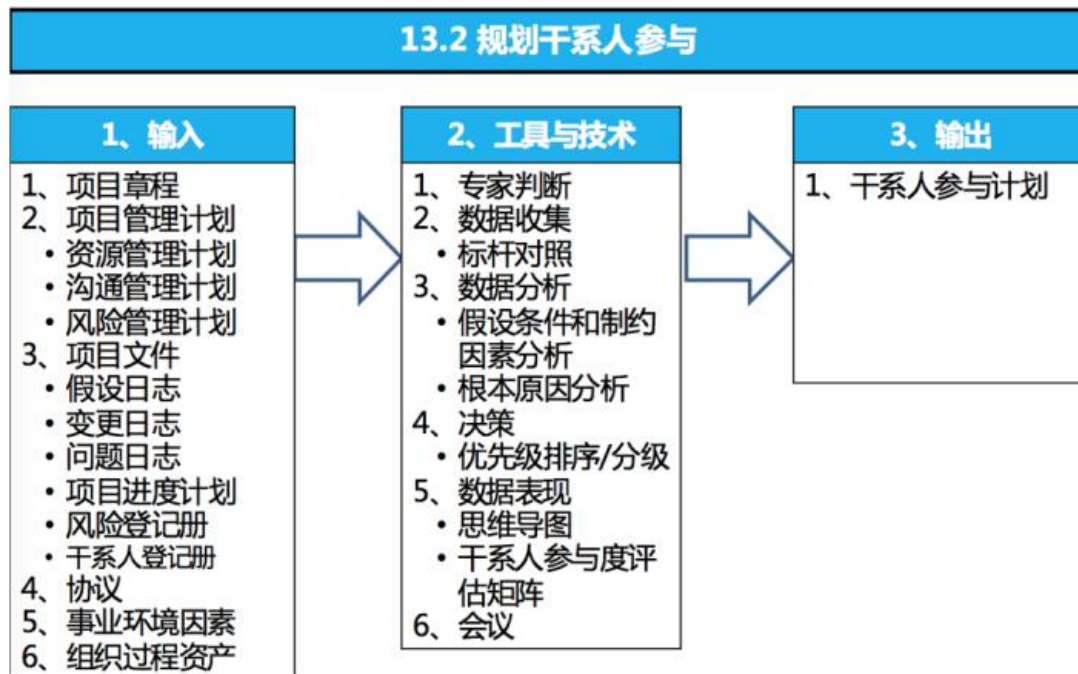 13.2 规划干系人参与
1、输入
1、项目章程
2、项目管理计划
• 资源管理计划
• 沟通管理计划
• 风险管理计划
3、项目文件
• 假设日志
• 变更日志
• 问题日志
• 项目进度计划
• 风险登记册
• 干系人登记册
4、协议
5、事业环境因素
6、组织过程资产
2、工具与技术
1、专家判断
2、数据收集
• 标杆对照
3、数据分析
• 假设条件和制约
因素分析
• 根本原因分析
4、决策
• 优先级排序/分级
5、数据表现
• 思维导图
• 干系人参与度评
估矩阵
6、会议
3、输出
1、干系人参与计划